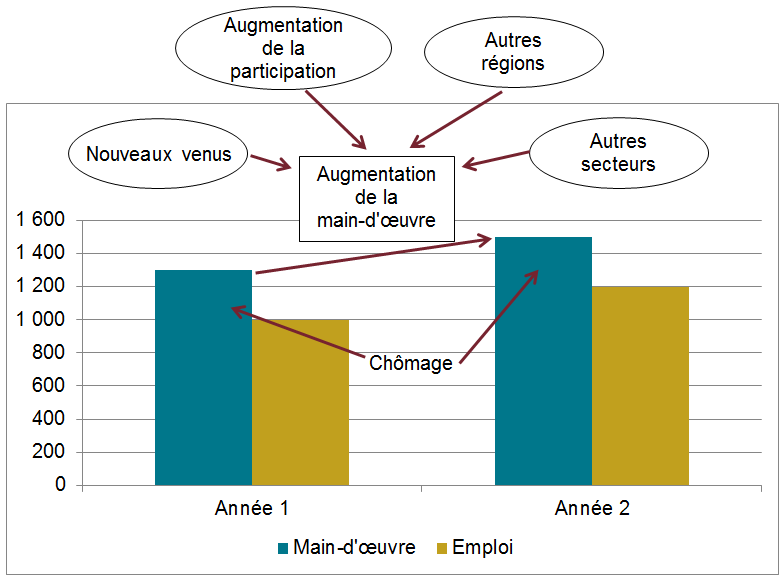 Augmentation
de la
participation
Autres
régions
Nouveaux venus
Augmentation
de la
main-d'œuvre
Autres
secteurs
1 600
1 400
1 200
1 000
800
600
400
200
0
Chômage
Année 1
Année 2
Main-d'œuvre
Emploi